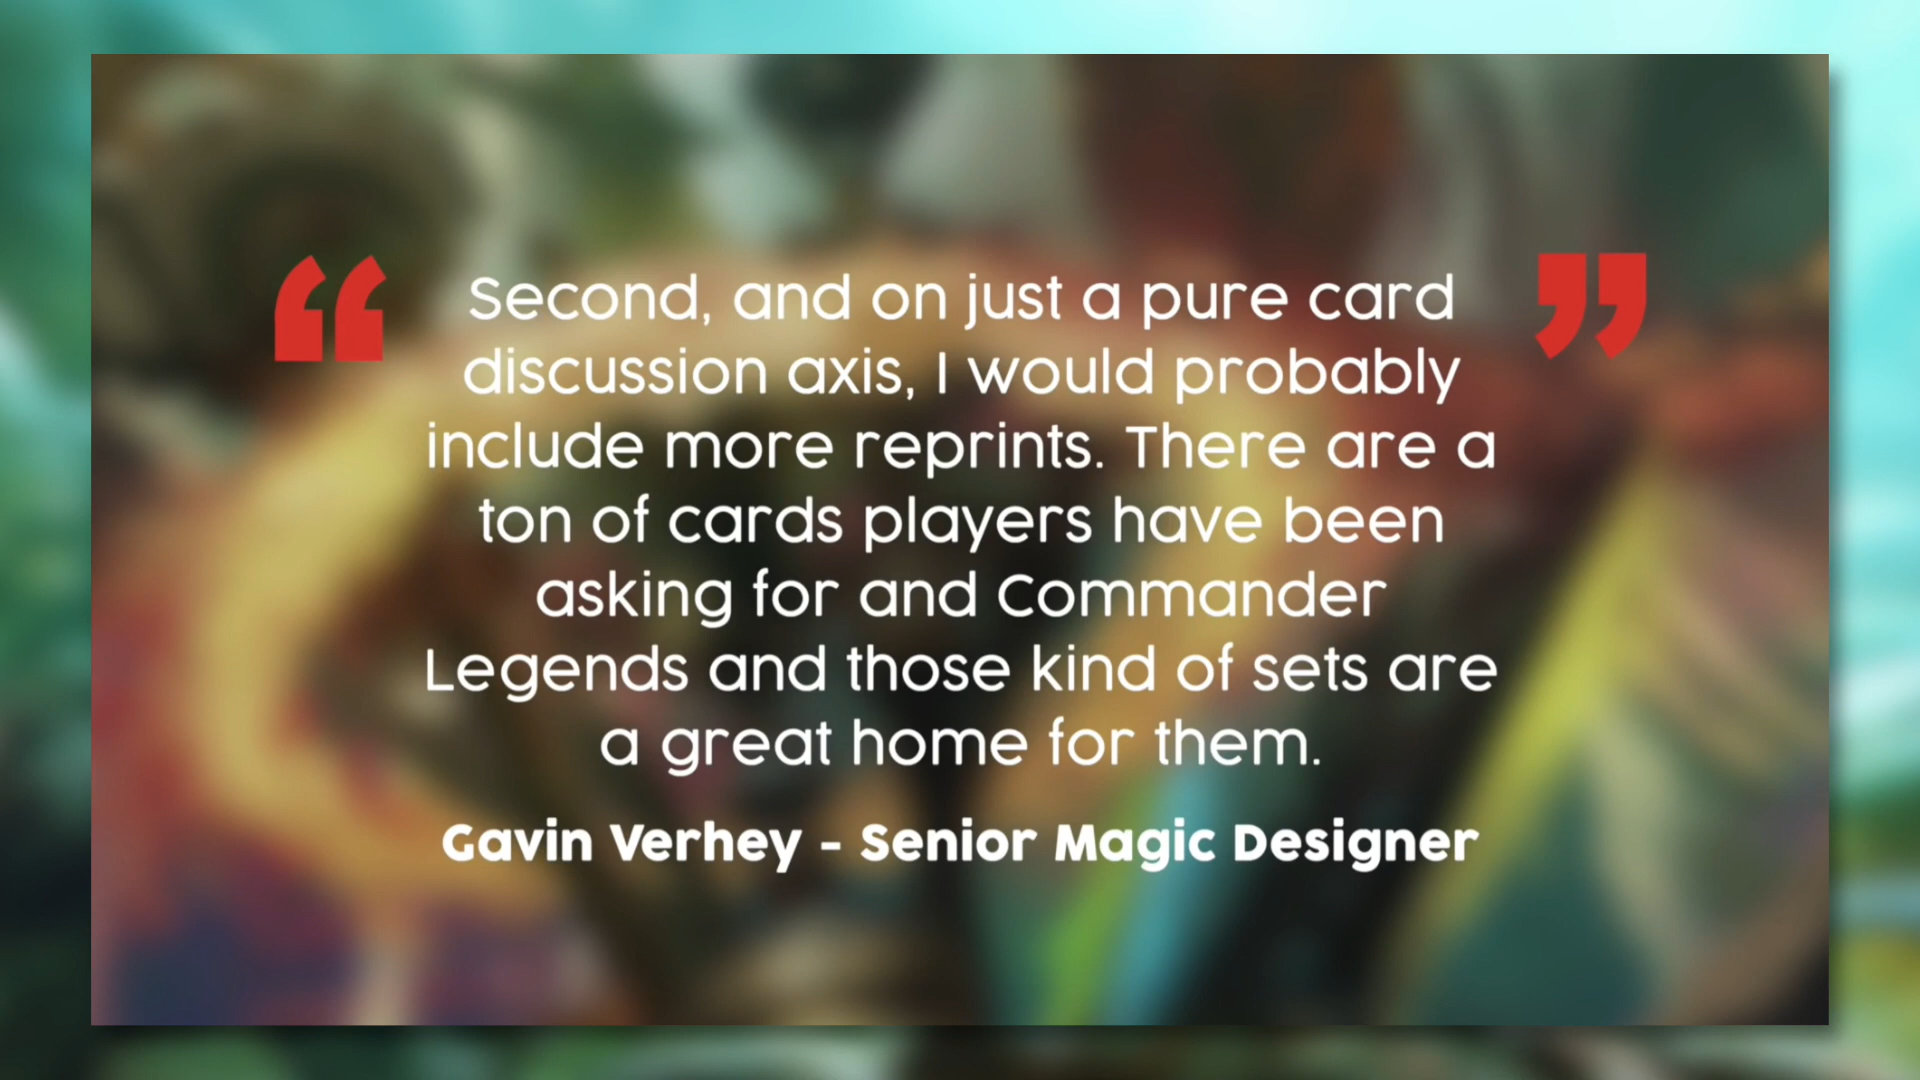 “Second, and on just a pure card”
discussion axis, I would probably
include more reprints. There are a
ton of cards players have been
asking for and Commander
Legends and those kind of sets are
a great home for them.
Gavin Verhey - Senior Magic Designer